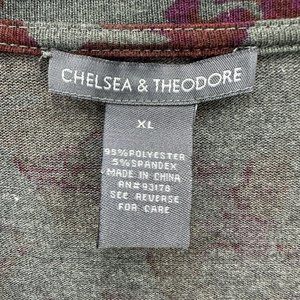 CHELSEA & THEODORE
XL
95%POLYESTER
5%SPANDEX
MADE IN CHINA
RN#93178
SEE REVERSE
FOR CARE